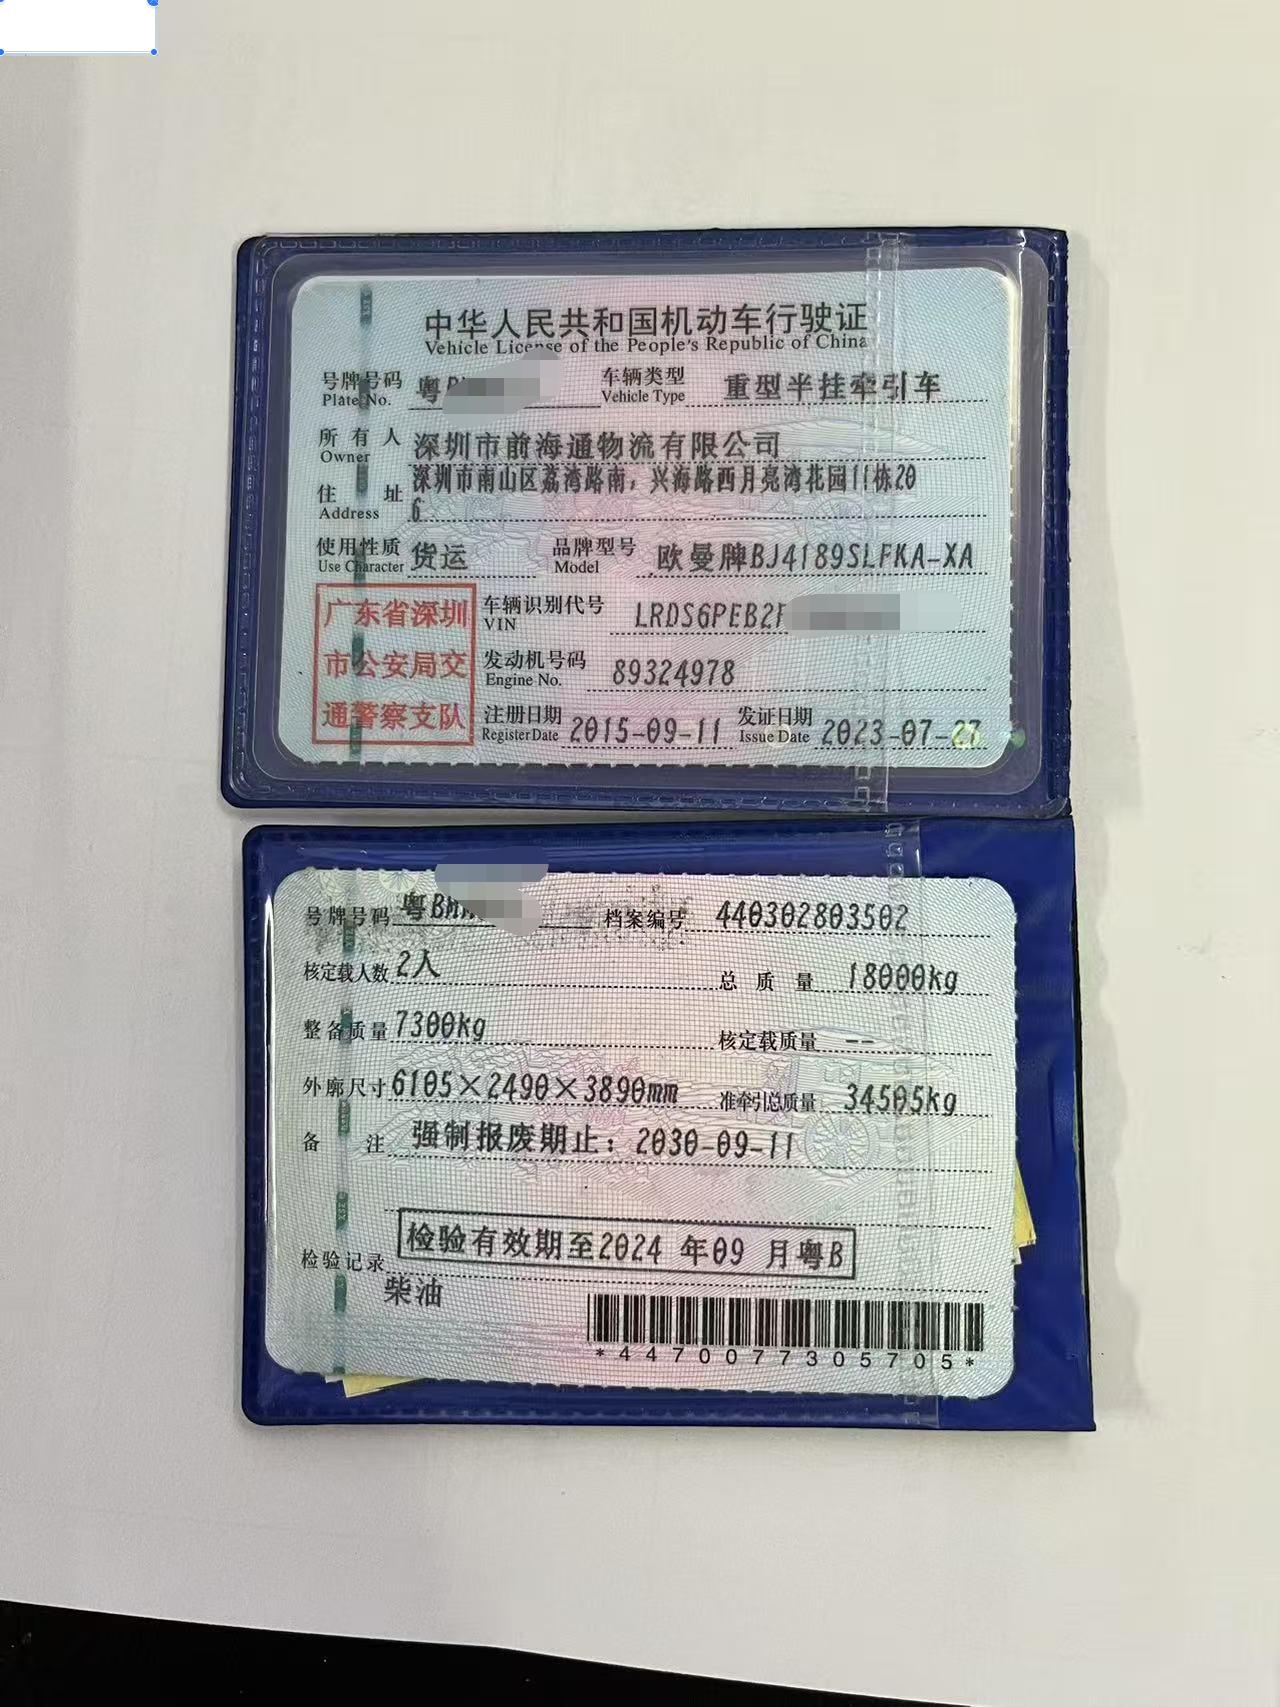 中华人民共和国机动车行驶证
Vehicle License of the People's Republic of China
号牌号码 粤B 车辆类型 重型半挂牵引车
Plate No. Vehicle Type
所有人 深圳市前海通物流有限公司
Owner
住址 深圳市南山区荔湾路南，兴海路西月亮湾花园11栋20
Address 6
使用性质 货运 品牌型号 欧曼牌BJ4189SLFKA-XA
Use Character Model
广东省深圳
市公安局交
通警察支队
车辆识别代号 LRDS6PEB2
VIN
发动机号码 89324978
Engine No.
注册日期 2015-09-11 发证日期 2023-07-27
Register Date Issue Date
号牌号码 粤B 档案编号 440302803502
核定载人数 2人 总质量 18000kg
整备质量 7300kg 核定载质量 --
外廓尺寸 6105×2490×3890mm 准牵引总质量 34505kg
备注 强制报废期止：2030-09-11
检验记录 检验有效期至2024 年09 月粤B
柴油
*4470077305705*